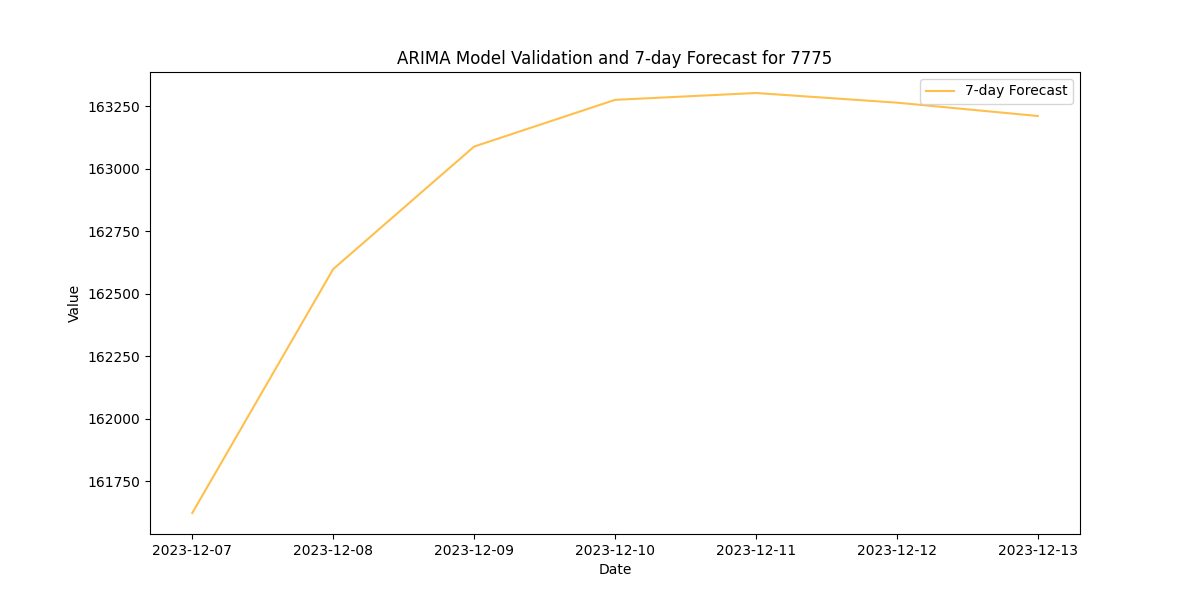 ARIMA Model Validation and 7-day Forecast for 7775
7-day Forecast
163250
163000
162750
162500
162250
162000
161750
Value
2023-12-07 2023-12-08 2023-12-09 2023-12-10 2023-12-11 2023-12-12 2023-12-13
Date